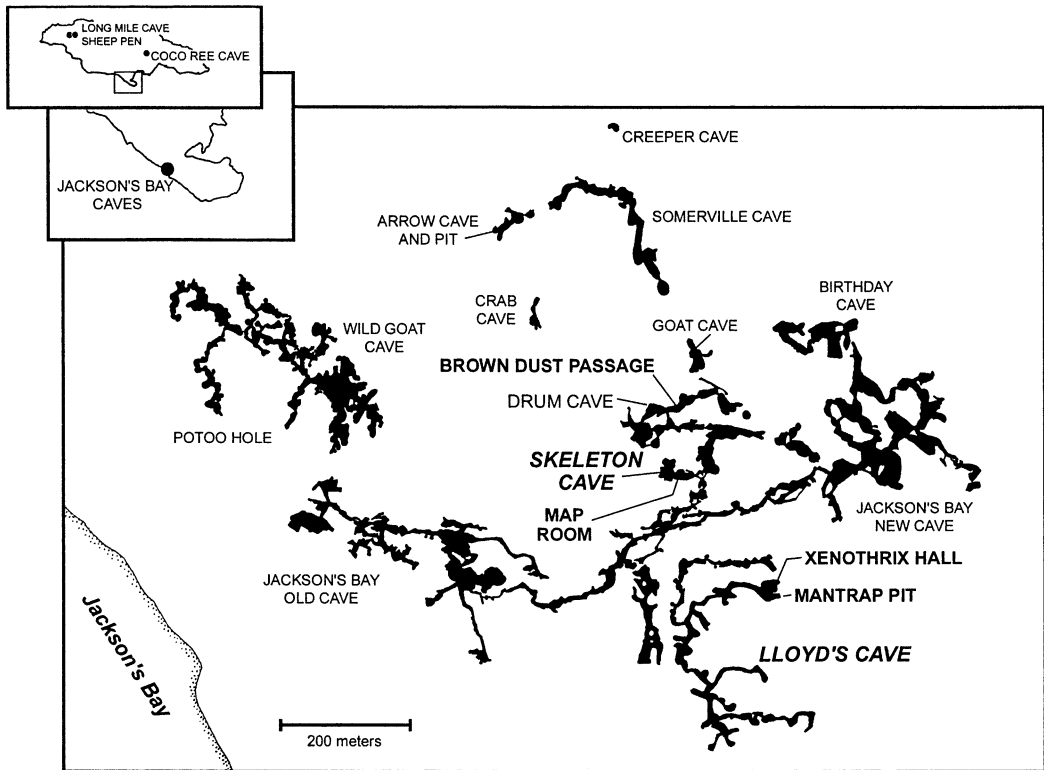 LONG MILE CAVE
SHEEP PEN
COCO REE CAVE
JACKSON'S BAY
CAVES
CREEPER CAVE
ARROW CAVE
AND PIT
SOMERVILLE CAVE
CRAB
CAVE
BIRTHDAY
CAVE
WILD GOAT
CAVE
GOAT CAVE
BROWN DUST PASSAGE
DRUM CAVE
POTOO HOLE
SKELETON
CAVE
MAP
ROOM
JACKSON'S BAY
NEW CAVE
XENOTHRIX HALL
JACKSON'S BAY
OLD CAVE
MANTRAP PIT
LLOYD'S CAVE
Jackson's Bay
200 meters